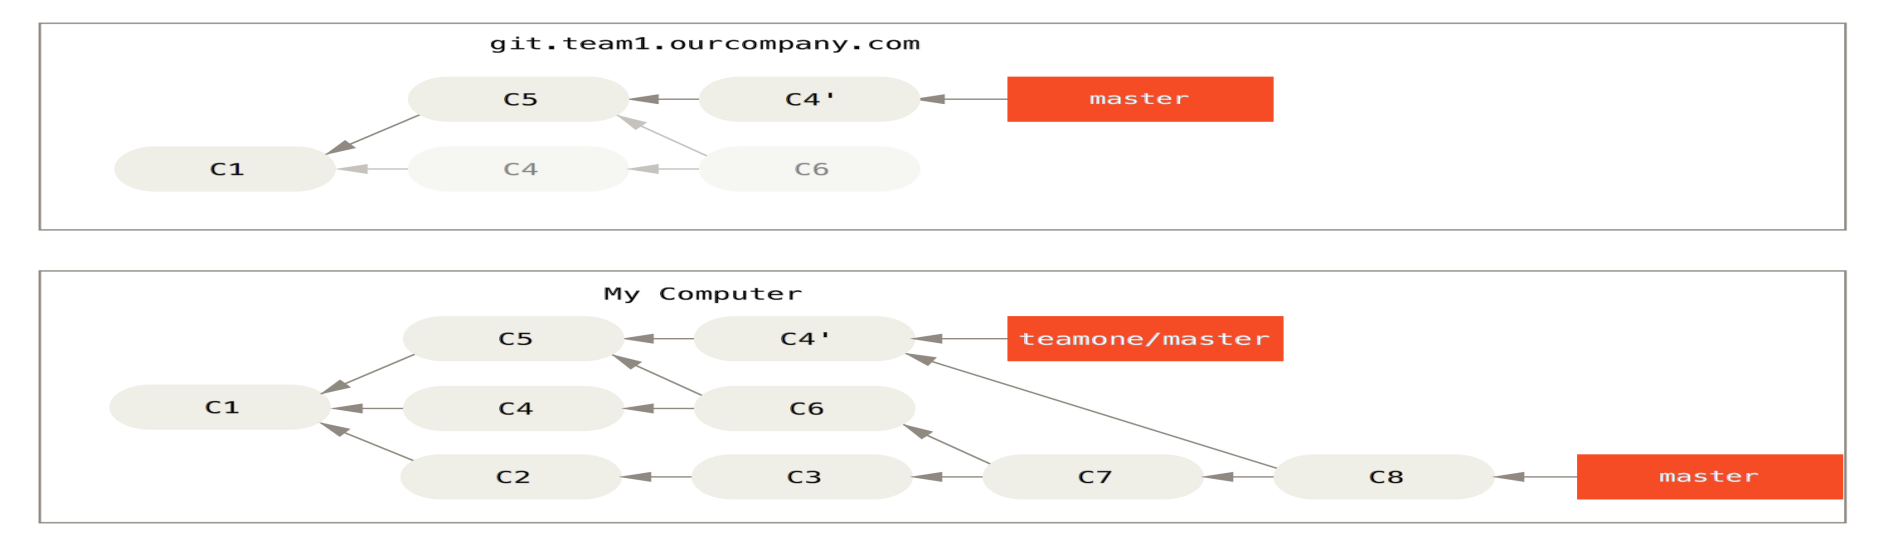 git.team1.ourcompany.com
C5 C4' master
C1 C4 C6
My Computer
C5 C4' teamone/master
C1 C4 C6
C2 C3 C7 C8 master